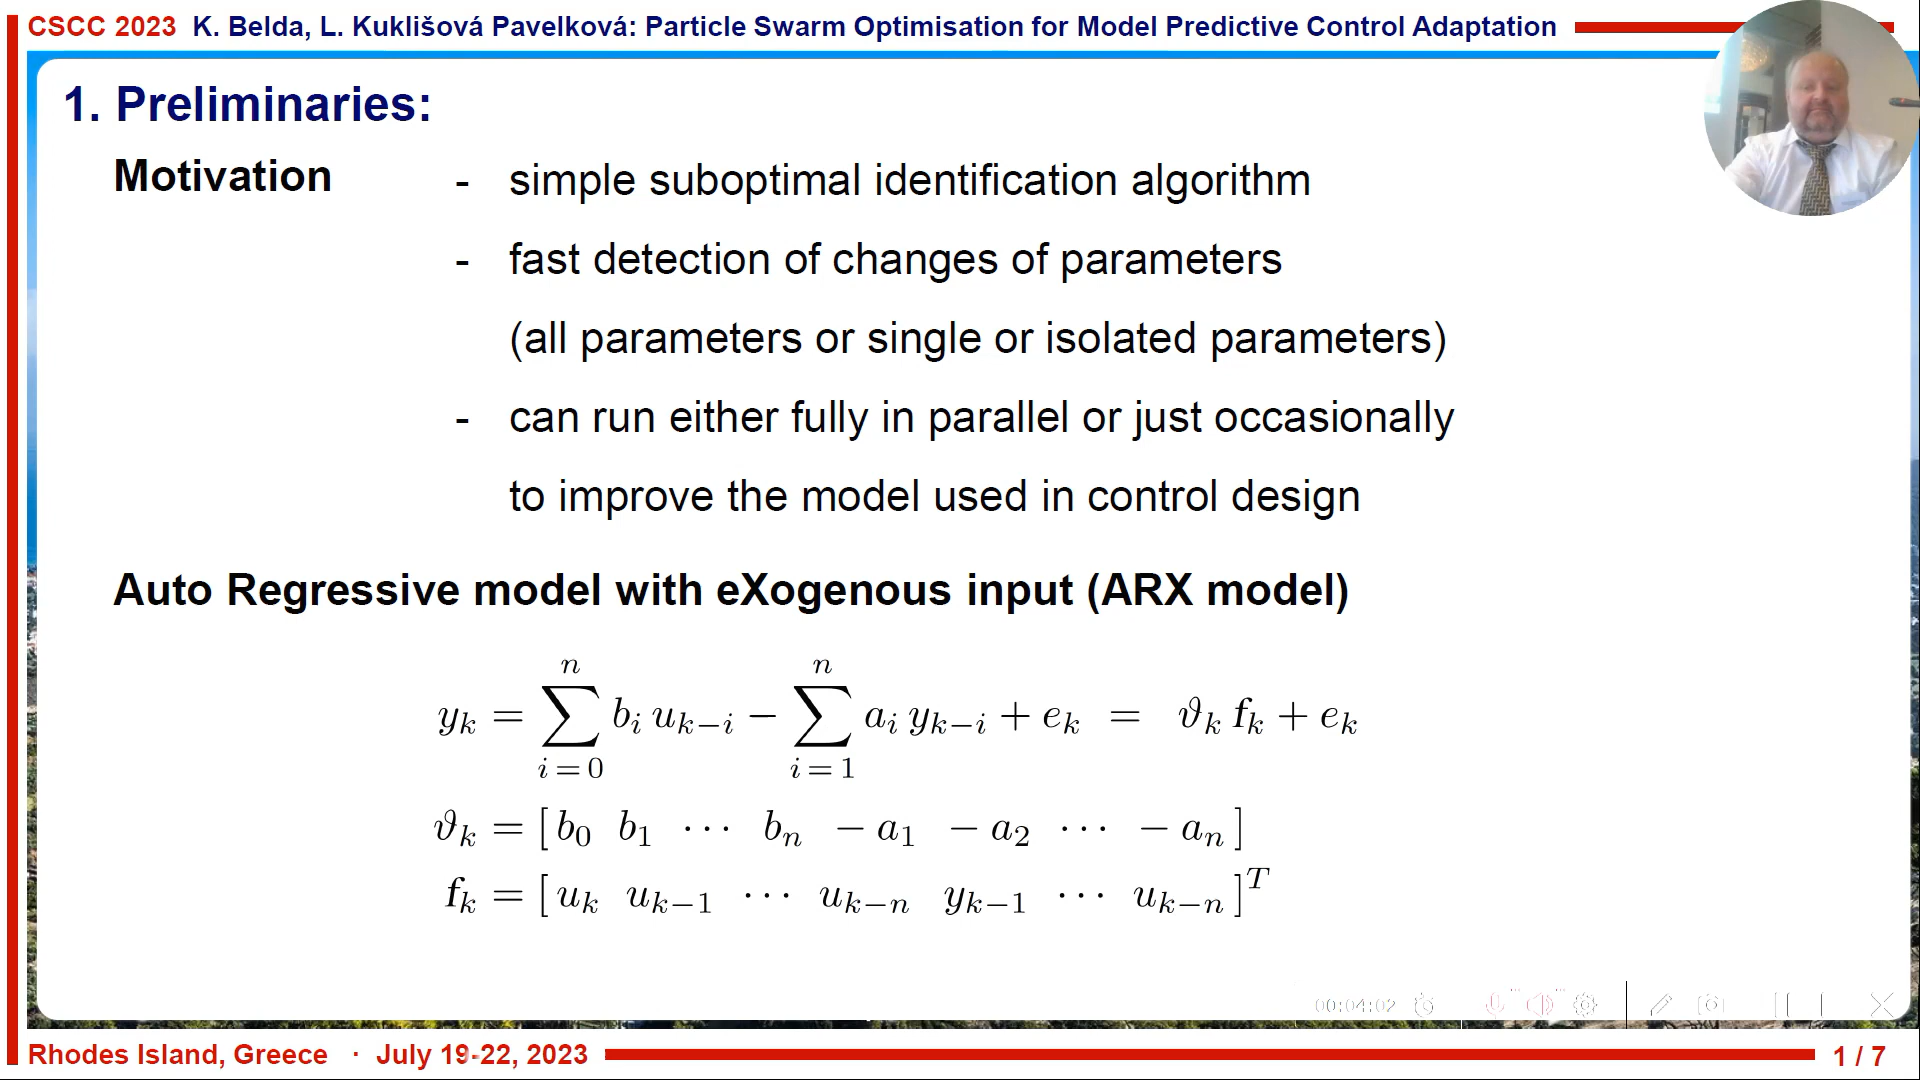 CSCC 2023 K. Belda, L. Kuklišová Pavelková: Particle Swarm Optimisation for Model Predictive Control Adaptation
1. Preliminaries:
Motivation - simple suboptimal identification algorithm
- fast detection of changes of parameters
(all parameters or single or isolated parameters)
- can run either fully in parallel or just occasionally
to improve the model used in control design
Auto Regressive model with eXogenous input (ARX model)
y_k = \sum_{i=0}^{n} b_i u_{k-i} − \sum_{i=1}^{n} a_i y_{k-i} + e_k = ϑ_k f_k + e_k
ϑ_k = [ b_0 b_1 ⋯ b_n − a_1 − a_2 ⋯ − a_n ]
f_k = [ u_k u_{k−1} ⋯ u_{k−n} y_{k−1} ⋯ u_{k−n} ]^T
00:04:02
Rhodes Island, Greece · July 19-22, 2023 1 / 7